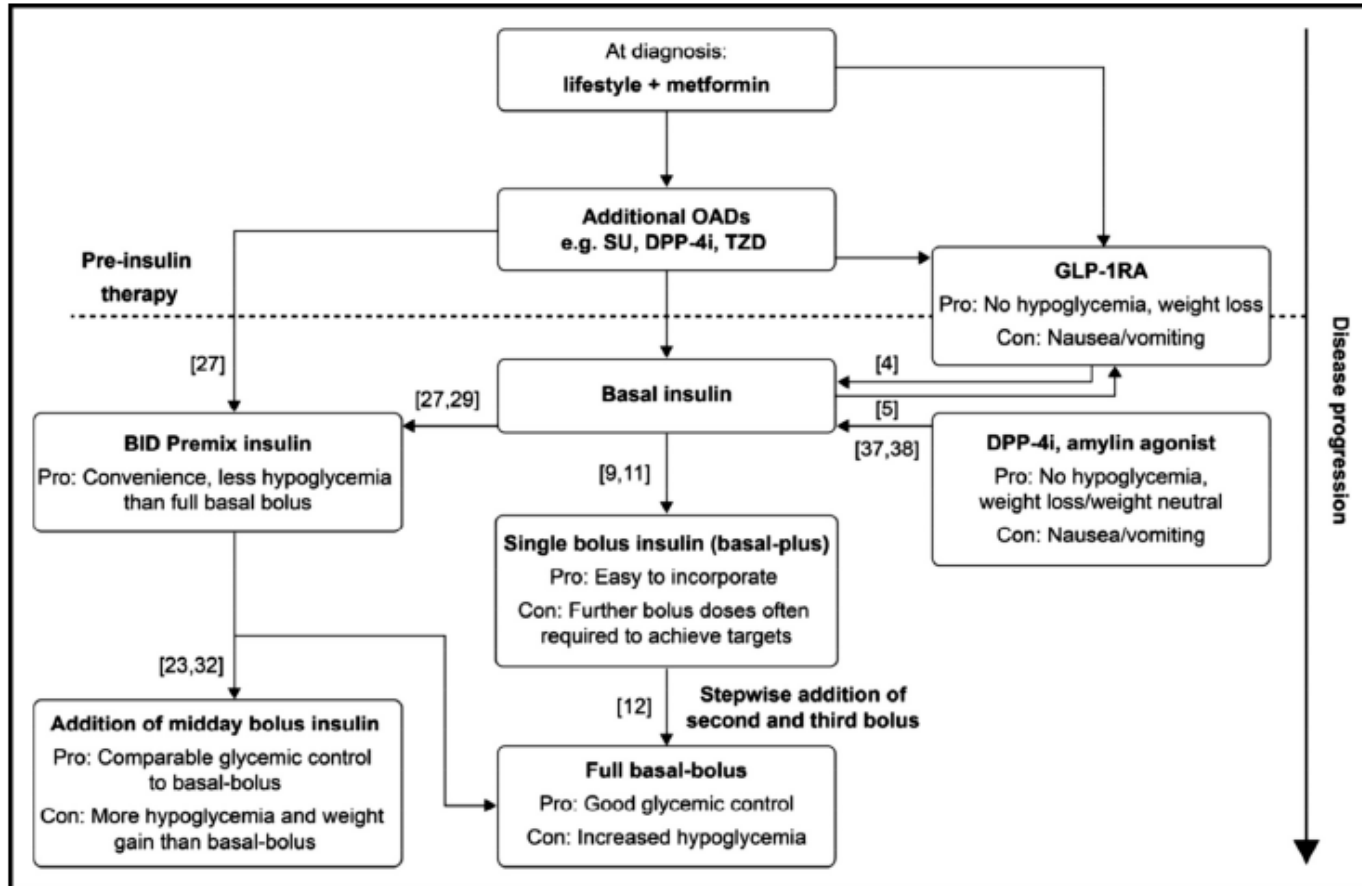 At diagnosis:
lifestyle + metformin
Additional OADs
e.g. SU, DPP-4i, TZD
Pre-insulin
therapy
GLP-1RA
Pro: No hypoglycemia, weight loss
Con: Nausea/vomiting
Disease progression
[27]
[4]
Basal insulin
[27,29]
[5]
[37,38]
BID Premix insulin
Pro: Convenience, less hypoglycemia
than full basal bolus
DPP-4i, amylin agonist
Pro: No hypoglycemia,
weight loss/weight neutral
Con: Nausea/vomiting
[9,11]
Single bolus insulin (basal-plus)
Pro: Easy to incorporate
Con: Further bolus doses often
required to achieve targets
[23,32]
[12]
Stepwise addition of
second and third bolus
Addition of midday bolus insulin
Pro: Comparable glycemic control
to basal-bolus
Con: More hypoglycemia and weight
gain than basal-bolus
Full basal-bolus
Pro: Good glycemic control
Con: Increased hypoglycemia